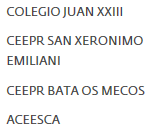 COLEGIO JUAN XXIII
CEEPR SAN XERONIMO
EMILIANI
CEEPR BATA OS MECOS
ACEESCA